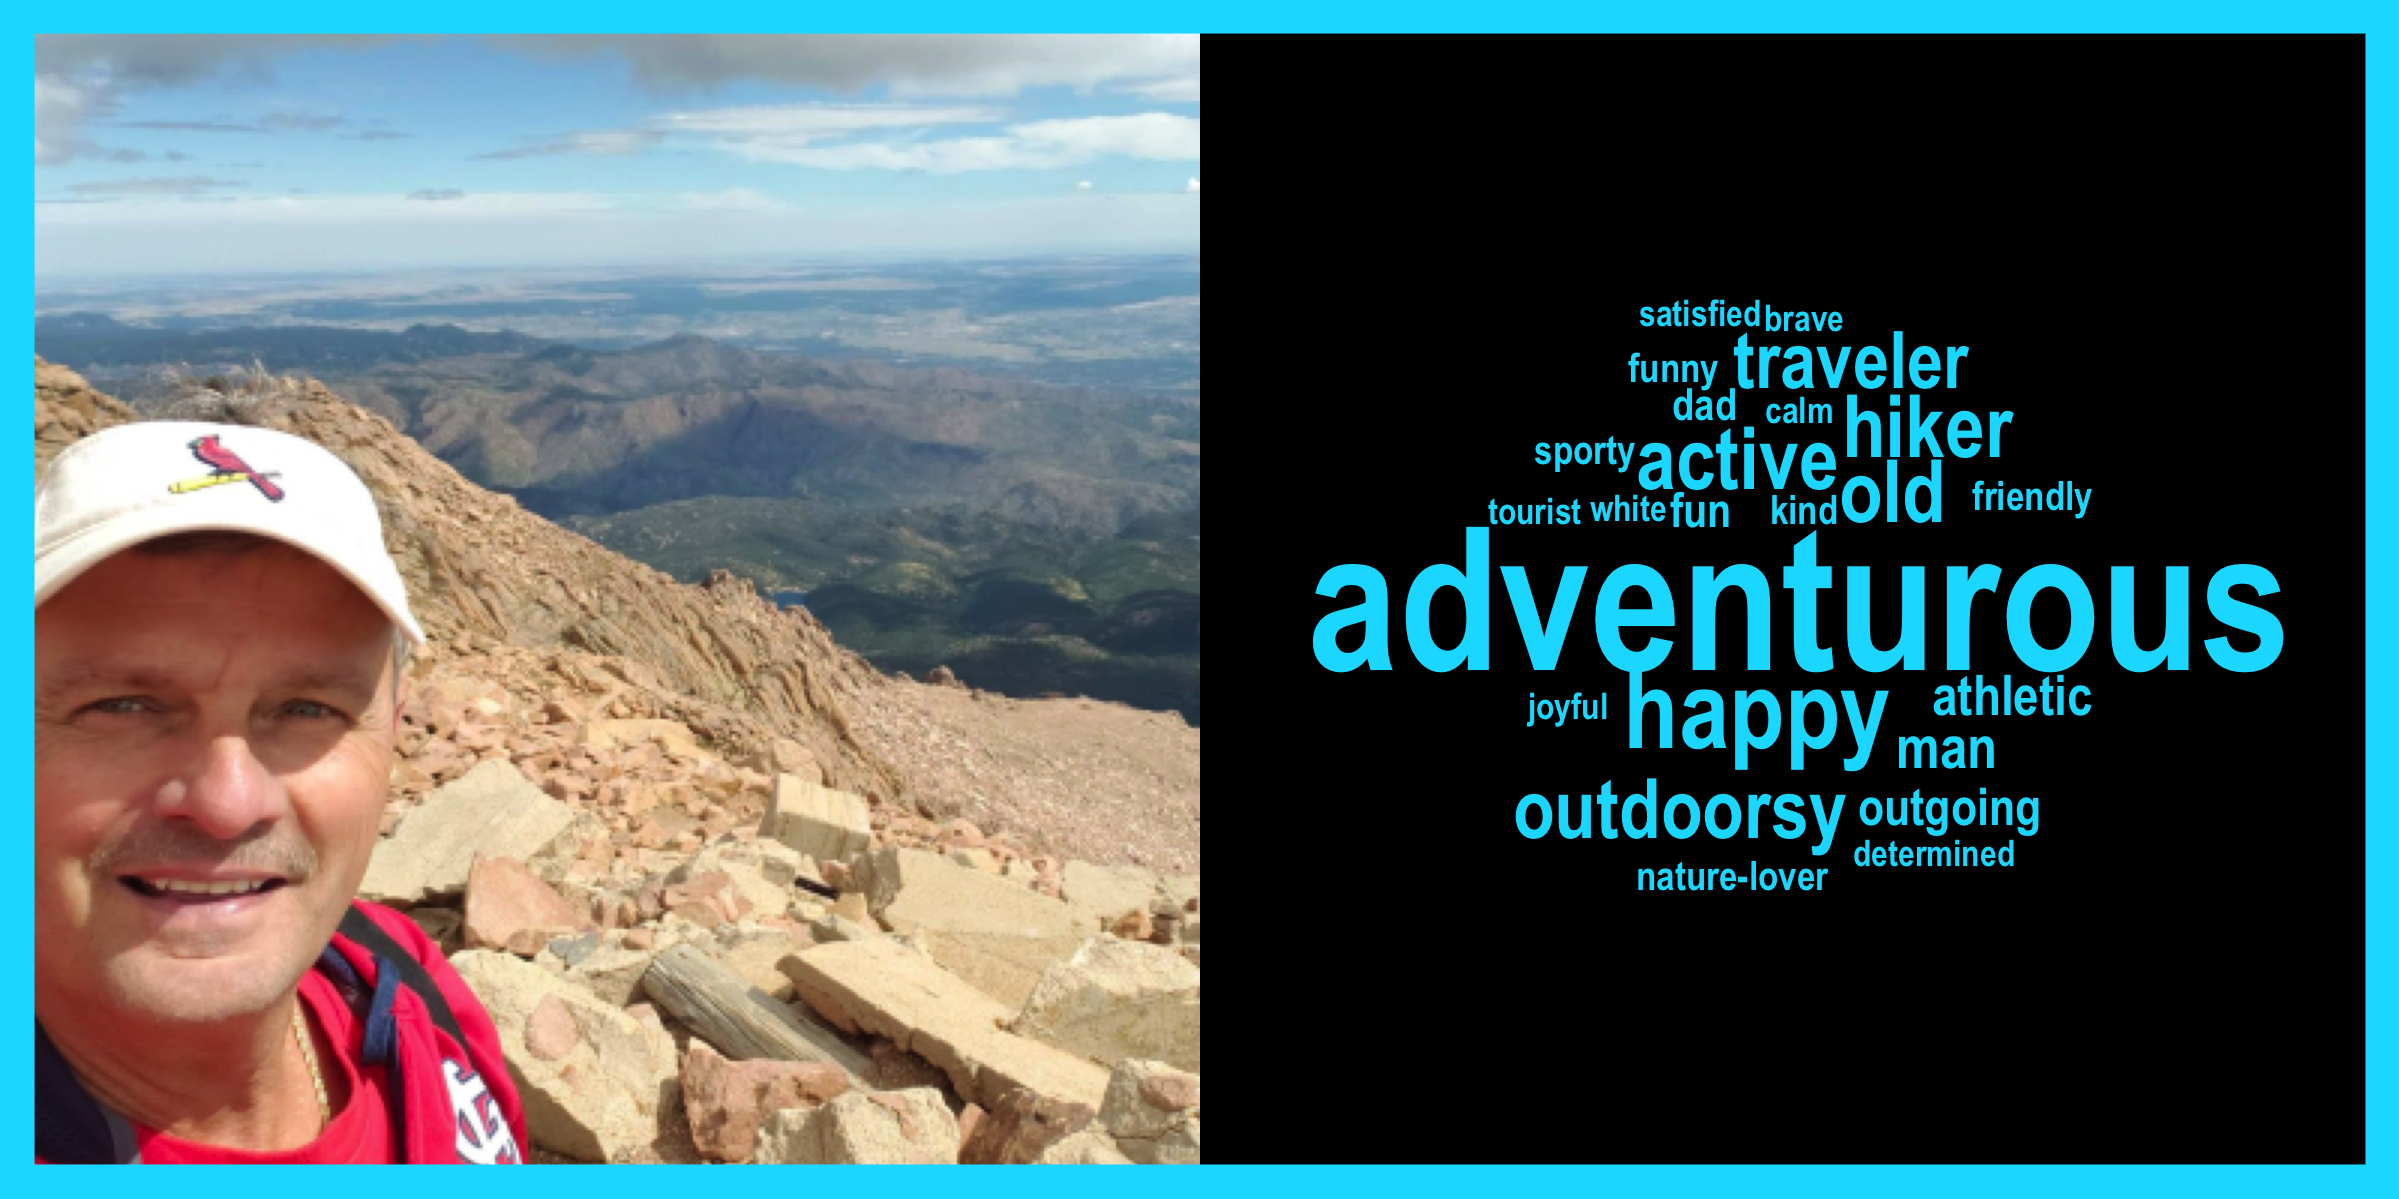 satisfied brave
funny traveler
dad calm hiker
sporty active
tourist white fun kind old friendly
adventurous
joyful happy athletic
man
outdoorsy outgoing
determined
nature-lover